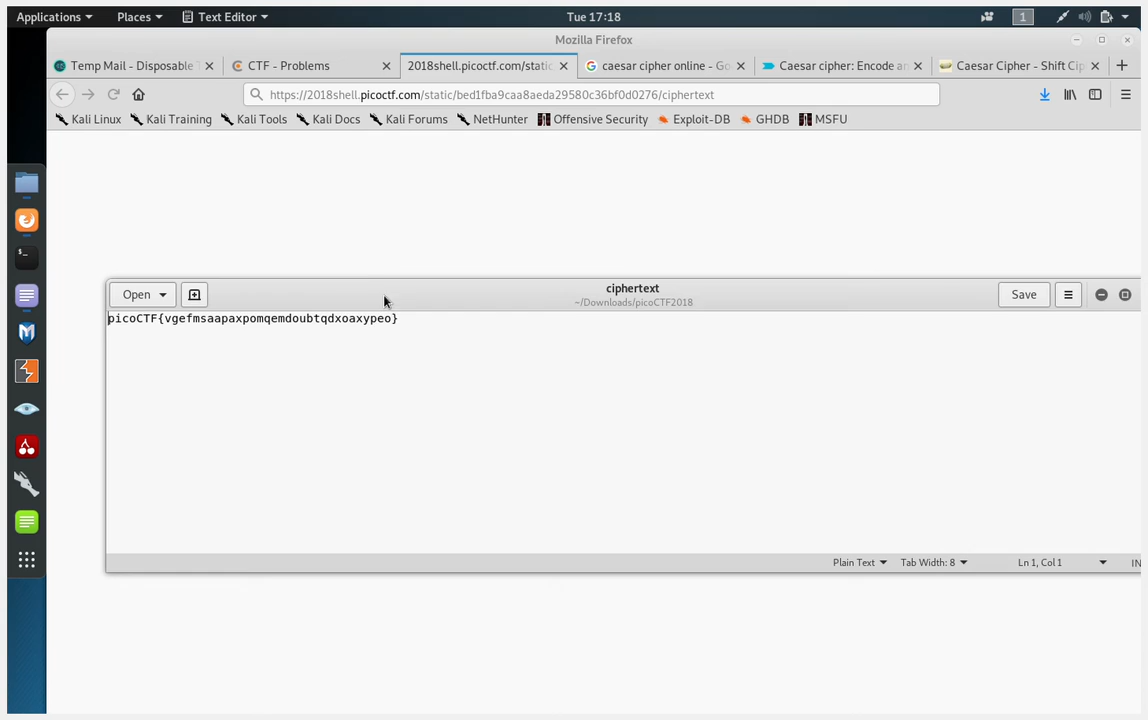 Applications Places Text Editor Tue 17:18 1
Mozilla Firefox
Temp Mail - Disposable T CTF - Problems 2018shell.picoctf.com/static caesar cipher online - Go Caesar cipher: Encode an Caesar Cipher - Shift Cip
https://2018shell.picoctf.com/static/bed1fba9caa8aeda29580c36bf0d0276/ciphertext
Kali Linux Kali Training Kali Tools Kali Docs Kali Forums NetHunter Offensive Security Exploit-DB GHDB MSFU
Open ciphertext Save
~/Downloads/picoCTF2018
picoCTF{vgefmsaapaxpomqemdoubtqdxoaxypeo}
Plain Text Tab Width: 8 Ln 1, Col 1 IN